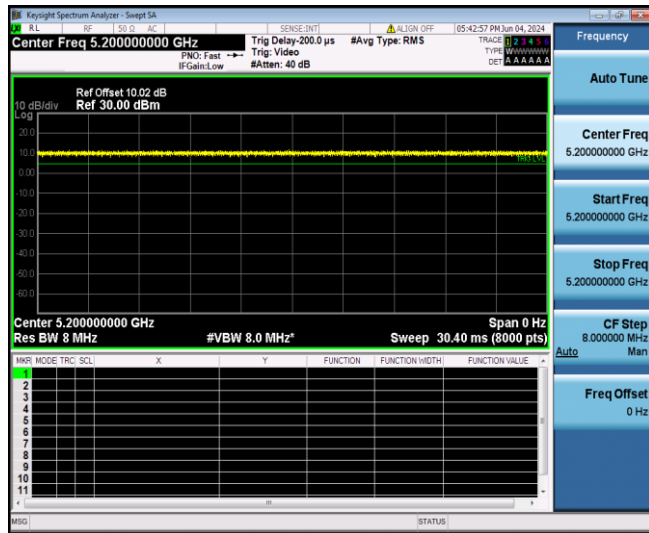 Keysight Spectrum Analyzer - Swept SA
RL RF 50 Ω AC SENSE:INT ALIGN OFF 05:42:57 PM Jun 04, 2024
Center Freq 5.200000000 GHz
PNO: Fast
IFGain:Low
Trig Delay-200.0 µs
Trig: Video
#Atten: 40 dB
#Avg Type: RMS
TRACE 1 2 3 4 5 6
TYPE WWWWWW
DET A A A A A A
Ref Offset 10.02 dB
10 dB/div Ref 30.00 dBm
Log
20.0
10.0
TRIG LVL
0.00
-10.0
-20.0
-30.0
-40.0
-50.0
-60.0
Center 5.200000000 GHz Span 0 Hz
Res BW 8 MHz #VBW 8.0 MHz* Sweep 30.40 ms (8000 pts)
MKR MODE TRC SCL X Y FUNCTION FUNCTION WIDTH FUNCTION VALUE
1
2
3
4
5
6
7
8
9
10
11
MSG STATUS
Frequency
Auto Tune
Center Freq
5.200000000 GHz
Start Freq
5.200000000 GHz
Stop Freq
5.200000000 GHz
CF Step
8.000000 MHz
Auto Man
Freq Offset
0 Hz